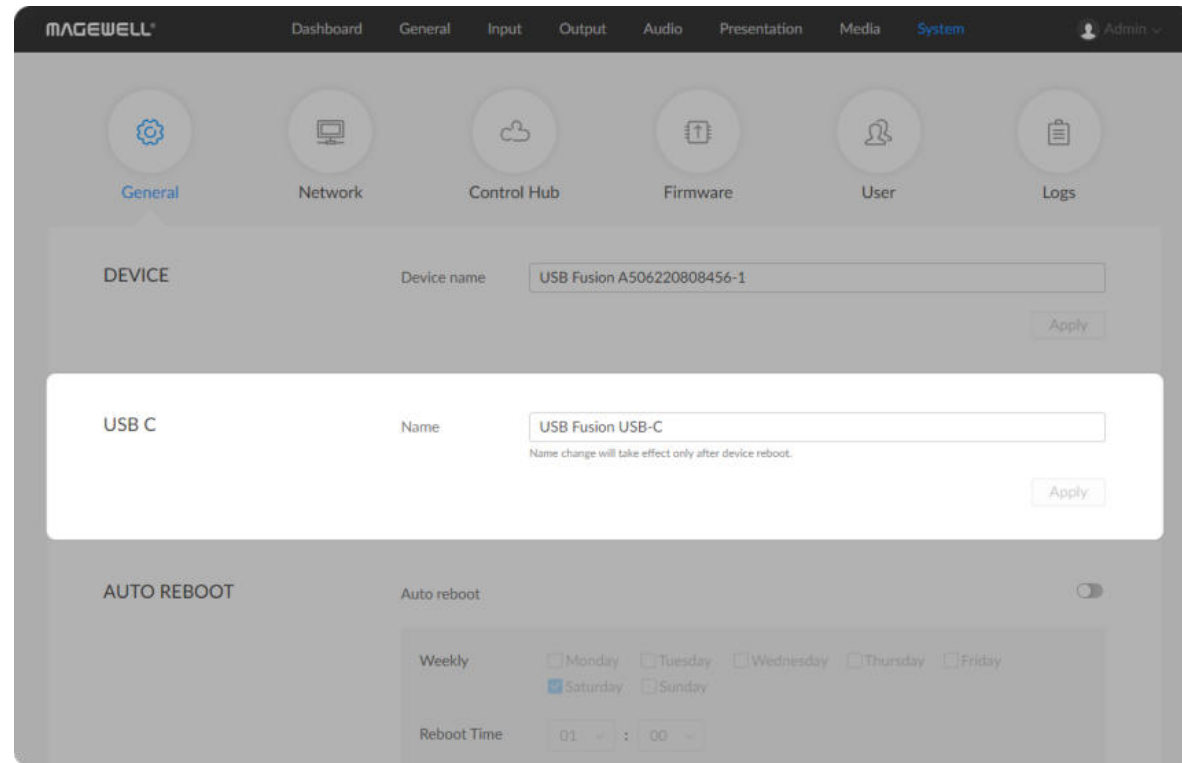 MAGEWELL®
Dashboard General Input Output Audio Presentation Media System Admin
General Network Control Hub Firmware User Logs
DEVICE Device name USB Fusion A506220808456-1
Apply
USB C Name USB Fusion USB-C
Name change will take effect only after device reboot.
Apply
AUTO REBOOT Auto reboot
Weekly Monday Tuesday Wednesday Thursday Friday
Saturday Sunday
Reboot Time 01 : 00